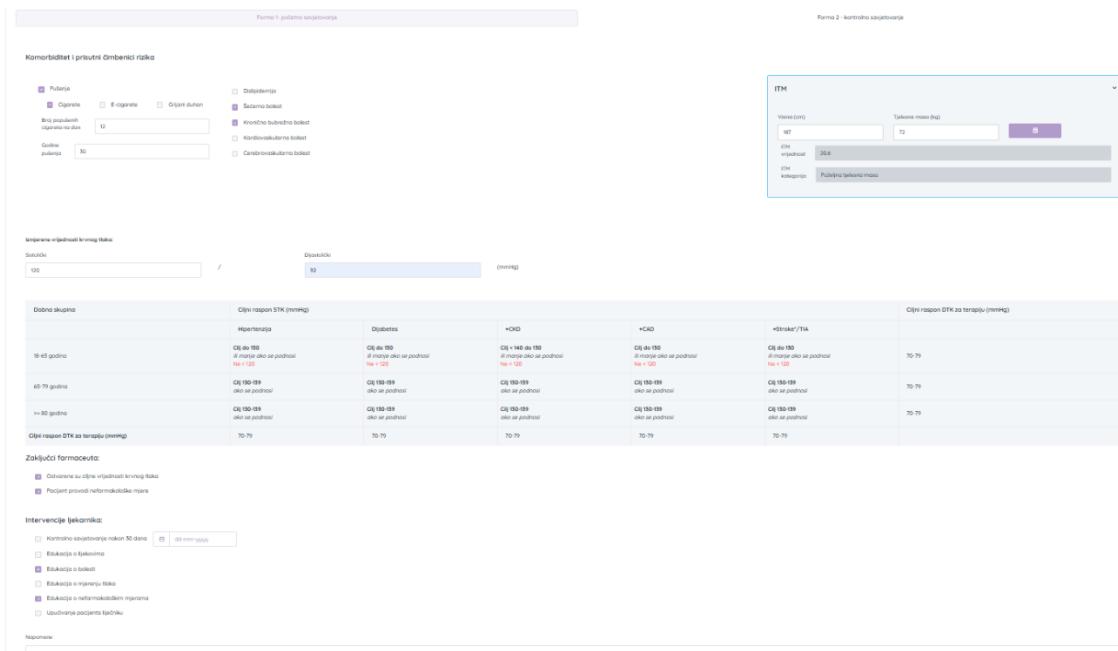 Forma 1- početno savjetovanje
Forma 2 - kontrolno savjetovanje
Komorbiditet i prisutni čimbenici rizika
Pušenje
Cigarete E-cigarete Grijani duhan
Broj popušenih cigareta na dan 12
Godine pušenja 30
Dislipidemija
Šećerna bolest
Kronična bubrežna bolest
Kardiovaskularna bolest
Cerebrovaskularna bolest
ITM
Visina (cm) Tjelesna masa (kg)
187 72
ITM vrijednost 20.6
ITM kategorija Poželjna tjelesna masa
Izmjerene vrijednosti krvnog tlaka:
Sistolički Dijastolički
120 / (mmHg)
Dobna skupina Ciljni raspon STK (mmHg) Ciljni raspon DTK za terapiju (mmHg)
Hipertenzija Dijabetes +CKD +CAD +Stroke*/TIA
18-65 godina
Cilj do 130 Cilj do 130 Cilj < 140 do 130 Cilj do 130 Cilj do 130
ili manje ako se podnosi ili manje ako se podnosi ili manje ako se podnosi ili manje ako se podnosi ili manje ako se podnosi
Ne < 120 Ne < 120 Ne < 120 Ne < 120 Ne < 120
70-79
65-79 godina
Cilj 130-139 Cilj 130-139 Cilj 130-139 Cilj 130-139 Cilj 130-139
ako se podnosi ako se podnosi ako se podnosi ako se podnosi ako se podnosi
70-79
>= 80 godina
Cilj 130-139 Cilj 130-139 Cilj 130-139 Cilj 130-139 Cilj 130-139
ako se podnosi ako se podnosi ako se podnosi ako se podnosi ako se podnosi
70-79
Ciljni raspon DTK za terapiju (mmHg) 70-79 70-79 70-79 70-79 70-79
Zaključci farmaceuta:
Ostvarene su ciljne vrijednosti krvnog tlaka
Pacijent provodi nefarmakološke mjere
Intervencije ljekarnika:
Kontrolno savjetovanje nakon 30 dana dd-mm-yyyy
Edukacija o lijekovima
Edukacija o bolesti
Edukacija o mjerenju tlaka
Edukacija o nefarmakološkim mjerama
Upućivanje pacijenta liječniku
Napomene